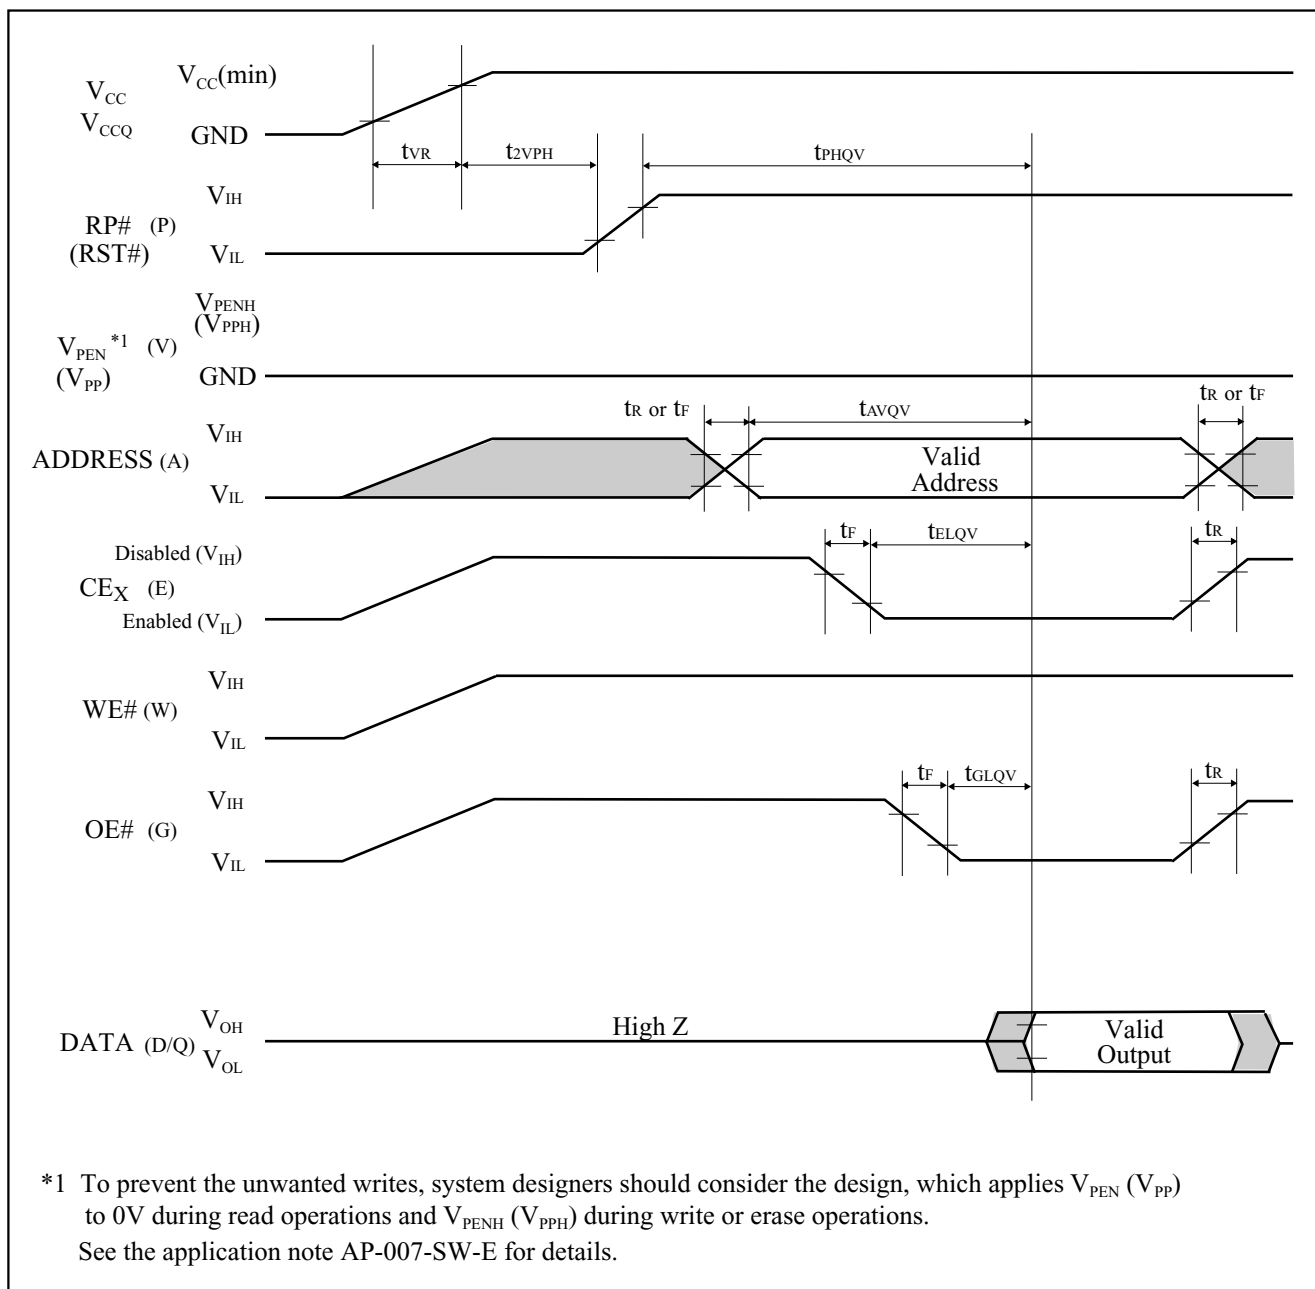 VCC(min)
VCC
VCCQ
GND
tVR
t2VPH
tPHQV
VIH
RP# (P)
(RST#)
VIL
VPENH
(VPPH)
VPEN *1 (V)
(VPP)
GND
tR or tF
tAVQV
tR or tF
VIH
ADDRESS (A)
Valid
Address
VIL
Disabled (VIH)
tF
tELQV
tR
CEX (E)
Enabled (VIL)
VIH
WE# (W)
VIL
tF
tGLQV
tR
VIH
OE# (G)
VIL
VOH
High Z
Valid
Output
DATA (D/Q)
VOL
*1 To prevent the unwanted writes, system designers should consider the design, which applies VPEN (VPP)
to 0V during read operations and VPENH (VPPH) during write or erase operations.
See the application note AP-007-SW-E for details.